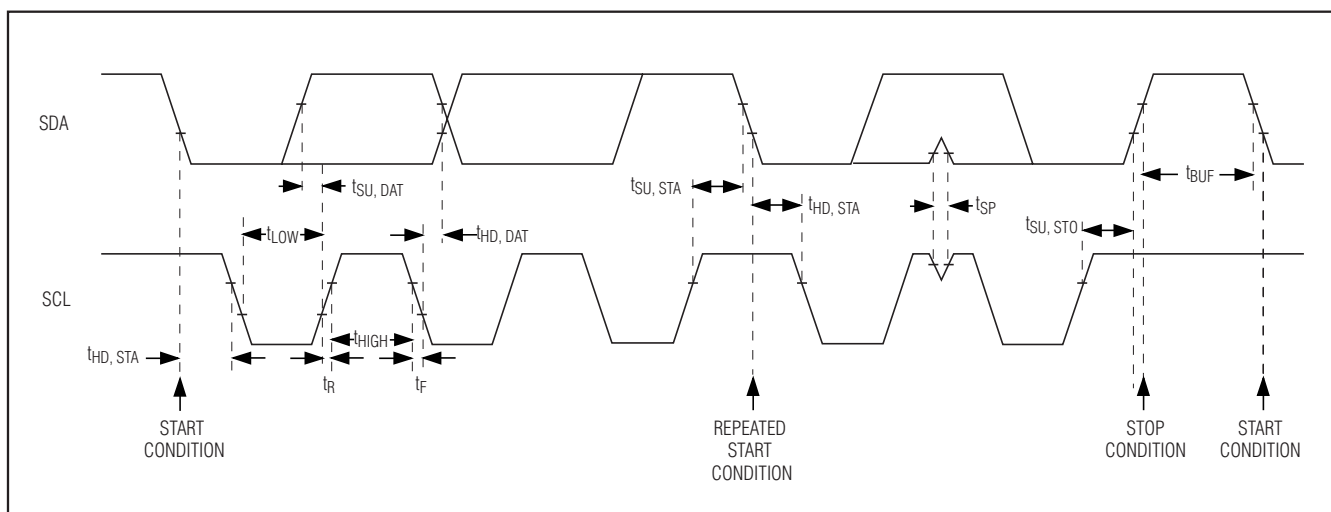 SDA
tSU, DAT
tSU, STA
tBUF
tHD, STA
tSP
tLOW
tHD, DAT
tSU, STO
SCL
tHIGH
tHD, STA
tR
tF
START
CONDITION
REPEATED
START
CONDITION
STOP
CONDITION
START
CONDITION